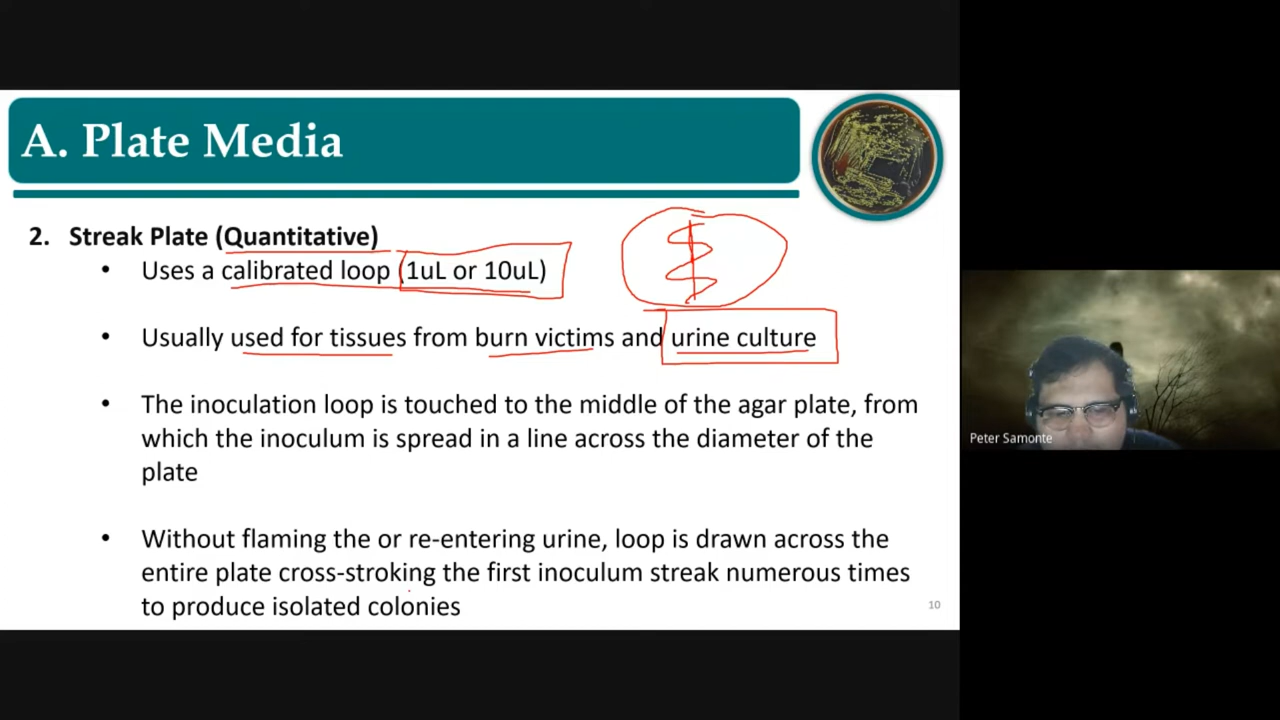 A. Plate Media
2. Streak Plate (Quantitative)
• Uses a calibrated loop (1uL or 10uL)
• Usually used for tissues from burn victims and urine culture
• The inoculation loop is touched to the middle of the agar plate, from
which the inoculum is spread in a line across the diameter of the
plate
• Without flaming the or re-entering urine, loop is drawn across the
entire plate cross-stroking the first inoculum streak numerous times
to produce isolated colonies
10
Peter Samonte